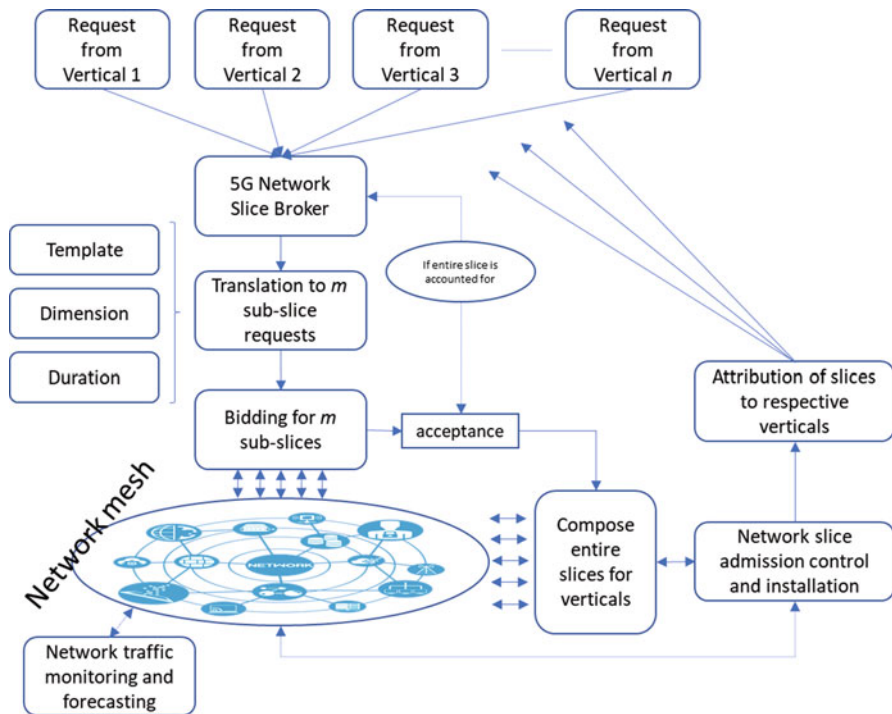 Request
from
Vertical 1
Request
from
Vertical 2
Request
from
Vertical 3
Request
from
Vertical n
5G Network
Slice Broker
Template
Dimension
Duration
If entire slice is
accounted for
Translation to m
sub-slice
requests
Bidding for m
sub-slices
acceptance
Attribution of slices
to respective
verticals
Network mesh
NETWORK
Compose
entire
slices for
verticals
Network slice
admission control
and installation
Network traffic
monitoring and
forecasting